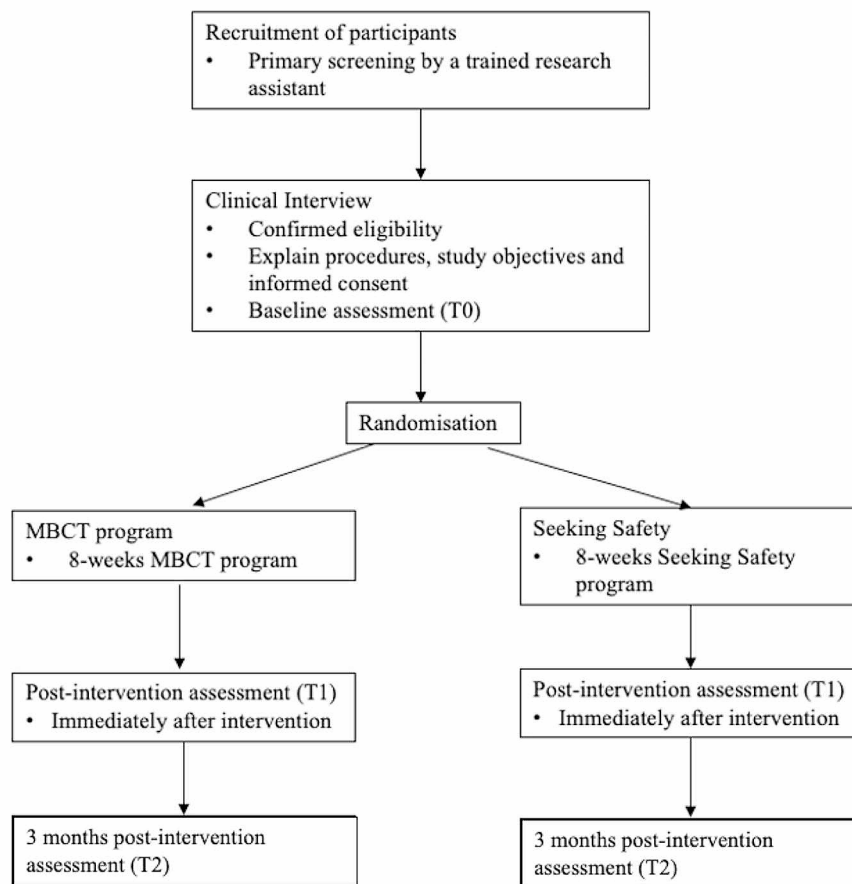 Recruitment of participants
• Primary screening by a trained research
assistant
Clinical Interview
• Confirmed eligibility
• Explain procedures, study objectives and
informed consent
• Baseline assessment (T0)
Randomisation
MBCT program
• 8-weeks MBCT program
Seeking Safety
• 8-weeks Seeking Safety
program
Post-intervention assessment (T1)
• Immediately after intervention
Post-intervention assessment (T1)
• Immediately after intervention
3 months post-intervention
assessment (T2)
3 months post-intervention
assessment (T2)